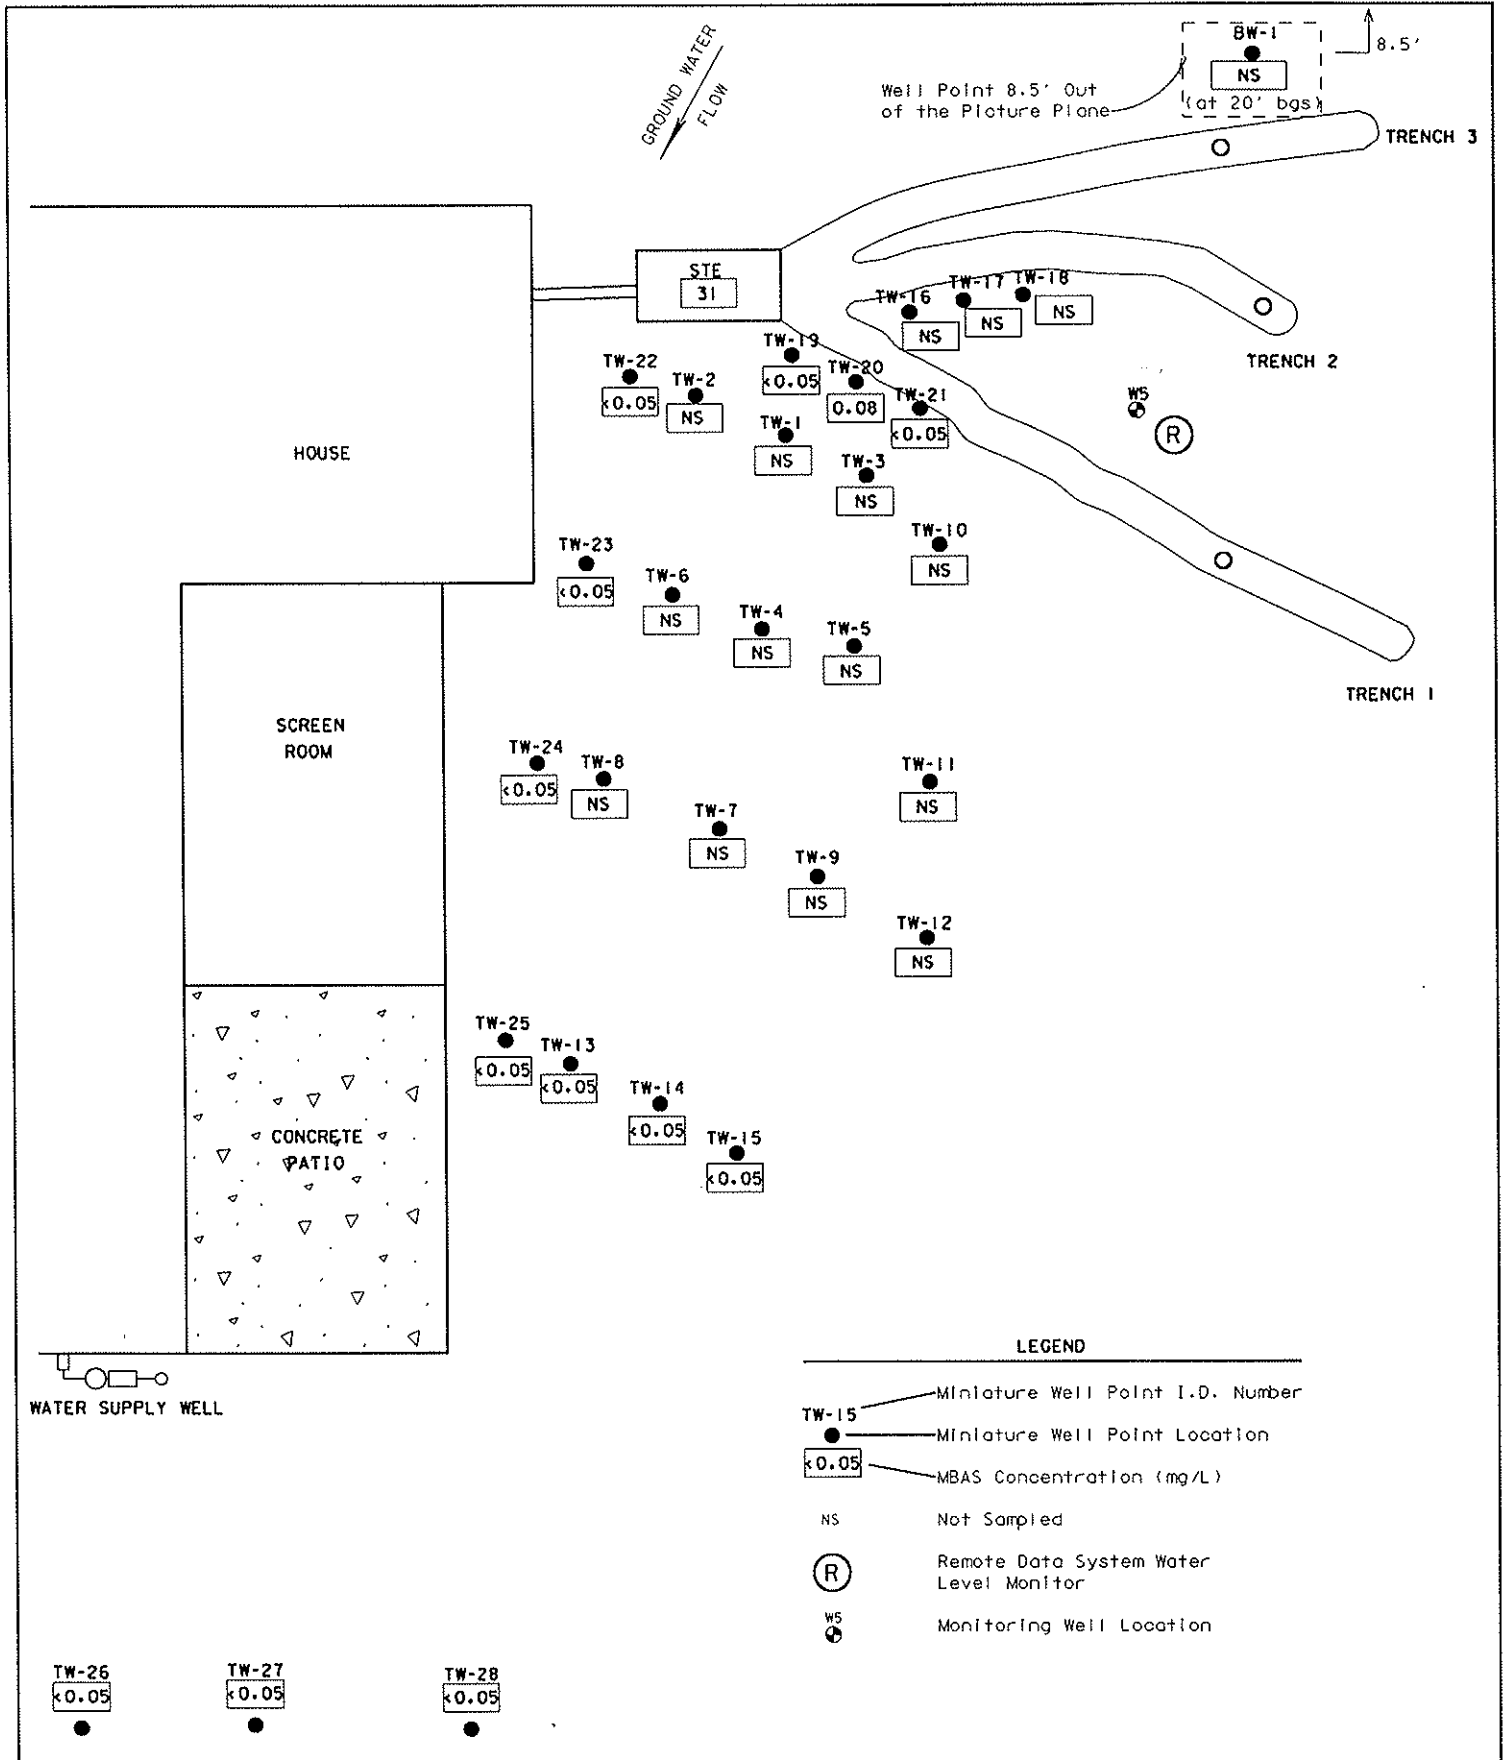 GROUND WATER
FLOW
BW-1
NS
(at 20' bgs)
8.5'
Well Point 8.5' Out
of the Picture Plane
TRENCH 3
STE
31
TW-16
NS
TW-17
NS
TW-18
NS
TRENCH 2
TW-19
<0.05
TW-20
0.08
TW-21
<0.05
TW-22
<0.05
TW-2
NS
W5
R
HOUSE
TW-1
NS
TW-3
NS
TW-10
NS
TW-23
<0.05
TW-6
NS
TW-4
NS
TW-5
NS
TRENCH 1
SCREEN
ROOM
TW-24
<0.05
TW-8
NS
TW-11
NS
TW-7
NS
TW-9
NS
TW-12
NS
TW-25
<0.05
TW-13
<0.05
TW-14
<0.05
TW-15
<0.05
CONCRETE
PATIO
WATER SUPPLY WELL
LEGEND
Miniature Well Point I.D. Number
TW-15
Miniature Well Point Location
<0.05
MBAS Concentration (mg/L)
NS
Not Sampled
R
Remote Data System Water
Level Monitor
W5
Monitoring Well Location
TW-26
<0.05
TW-27
<0.05
TW-28
<0.05